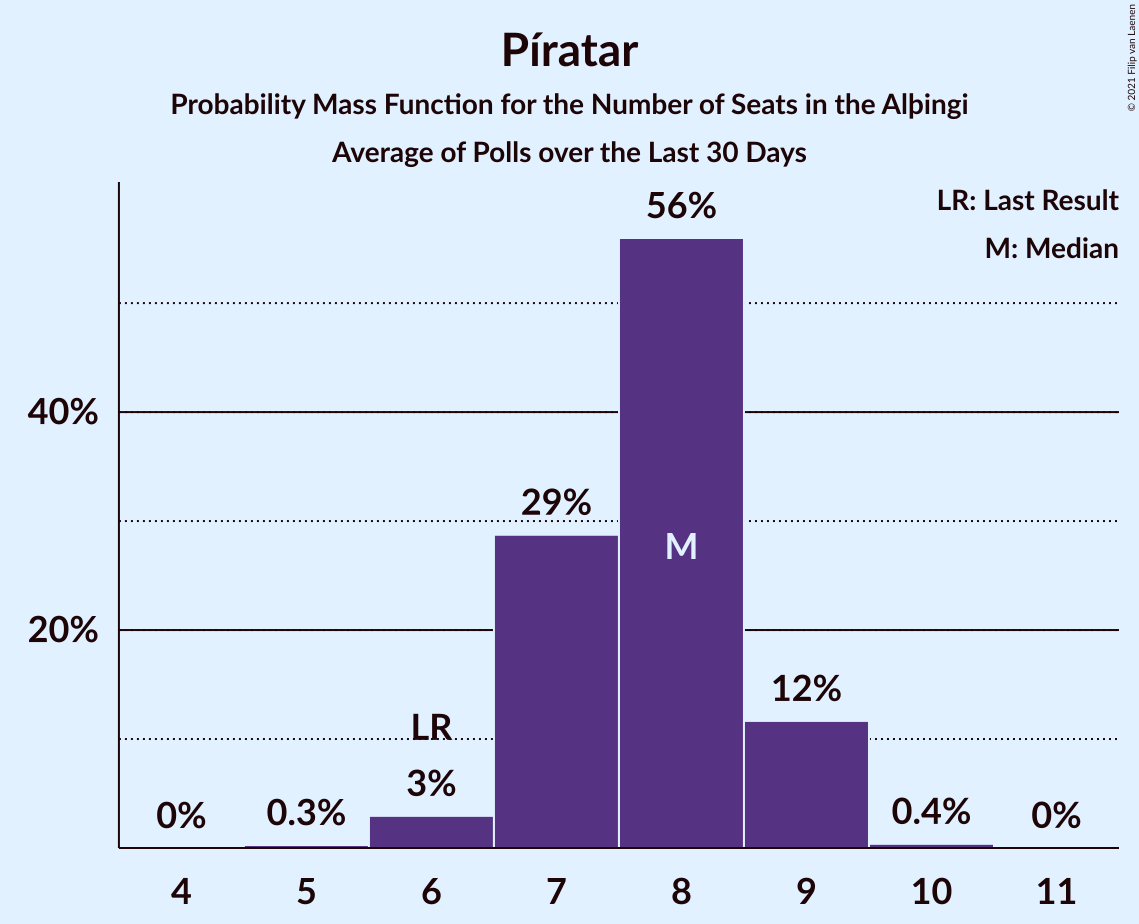 Píratar
Probability Mass Function for the Number of Seats in the Alþingi
Average of Polls over the Last 30 Days
© 2021 Filip van Laenen
LR: Last Result
M: Median
56%
40%
29%
M
20%
12%
LR
3%
0%
0.3%
0.4%
0%
4 5 6 7 8 9 10 11